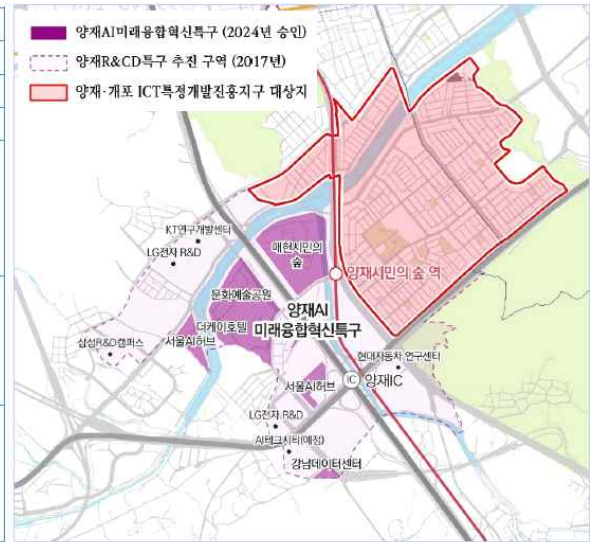 양재AI미래융합혁신특구 (2024년 승인)
양재R&CD특구 추진 구역 (2017년)
양재·개포 ICT특정개발진흥지구 대상지
KT연구개발센터
LG전자 R&D
매헌시민의
숲
양재시민의 숲 역
문화예술공원
양재AI
미래융합혁신특구
더케이호텔
삼성R&D캠퍼스
서울AI허브
현대자동차 연구센터
서울AI허브
IC 양재IC
LG전자 R&D
AI테크시티(예정)
강남데이터센터